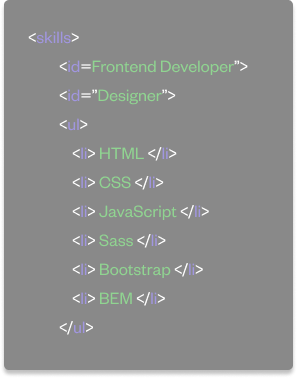 <skills>
<id=Frontend Developer">
<id="Designer">
<ul>
<li> HTML </li>
<li> CSS </li>
<li> JavaScript </li>
<li> Sass </li>
<li> Bootstrap </li>
<li> BEM </li>
</ul>